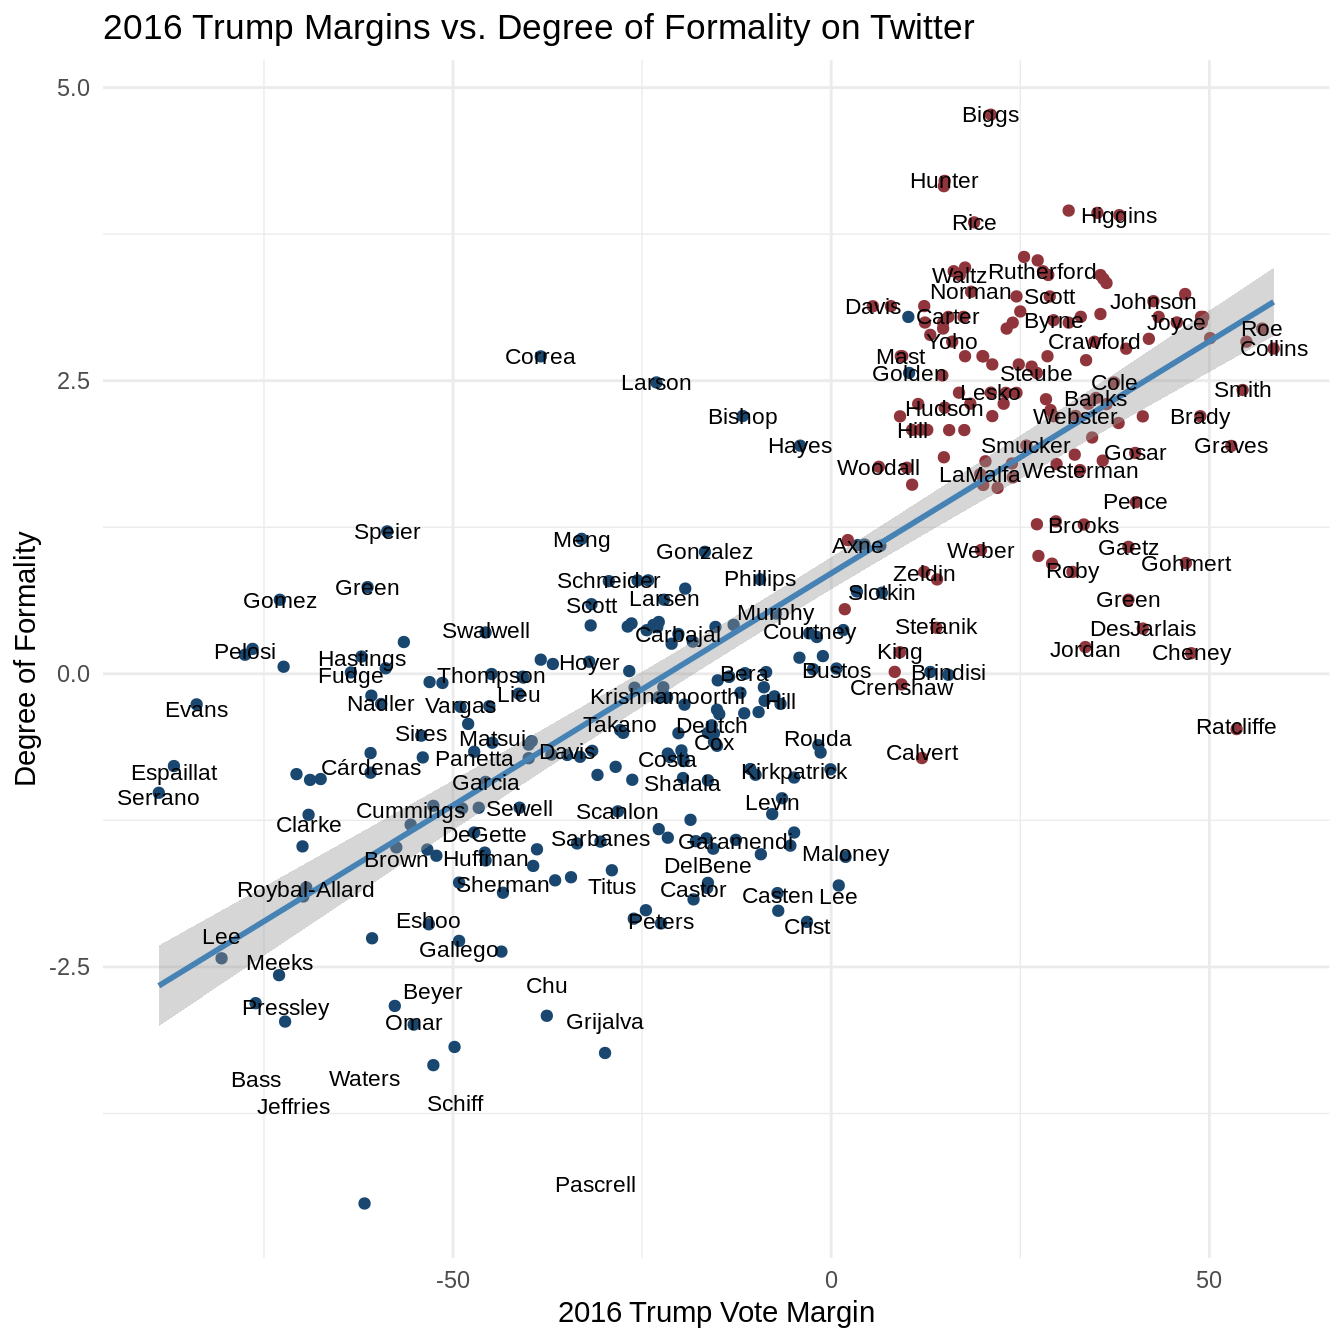 2016 Trump Margins vs. Degree of Formality on Twitter
5.0
Biggs
Hunter
Higgins
Rice
Waltz
Rutherford
Norman
Scott
Johnson
Davis
Carter
Byrne
Joyce
Roe
Yoho
Crawford
Collins
Correa
Mast
2.5
Larson
Golden
Steube
Cole
Smith
Lesko
Banks
Bishop
Hudson
Webster
Brady
Hayes
Hill
Smucker
Gosar
Graves
Woodall
LaMalfa
Westerman
Pence
Speier
Meng
Brooks
Gonzalez
Axne
Weber
Gaetz
Gohmert
Green
Schneider
Phillips
Zeldin
Roby
Gomez
Scott
Larsen
Slotkin
Green
Murphy
Swalwell
Carbajal
Courtney
Stefanik
DesJarlais
Pelosi
Hastings
Hoyer
King
Jordan
Cheney
0.0
Fudge
Thompson
Bera
Bustos
Brindisi
Crenshaw
Evans
Nadler
Vargas
Lieu
Krishnamoorthi
Hill
Sires
Matsui
Takano
Deutch
Ratcliffe
Cox
Rouda
Calvert
Espaillat
Cárdenas
Panetta
Davis
Costa
Kirkpatrick
Serrano
Garcia
Shalala
Clarke
Cummings
Sewell
Scanlon
Levin
DeGette
Sarbanes
Garamendi
Maloney
Brown
Huffman
DelBene
Roybal-Allard
Sherman
Titus
Castor
Casten
Lee
Lee
Eshoo
Peters
Crist
Gallego
Meeks
-2.5
Pressley
Beyer
Chu
Omar
Grijalva
Bass
Waters
Jeffries
Schiff
Pascrell
-50
0
50
2016 Trump Vote Margin
Degree of Formality